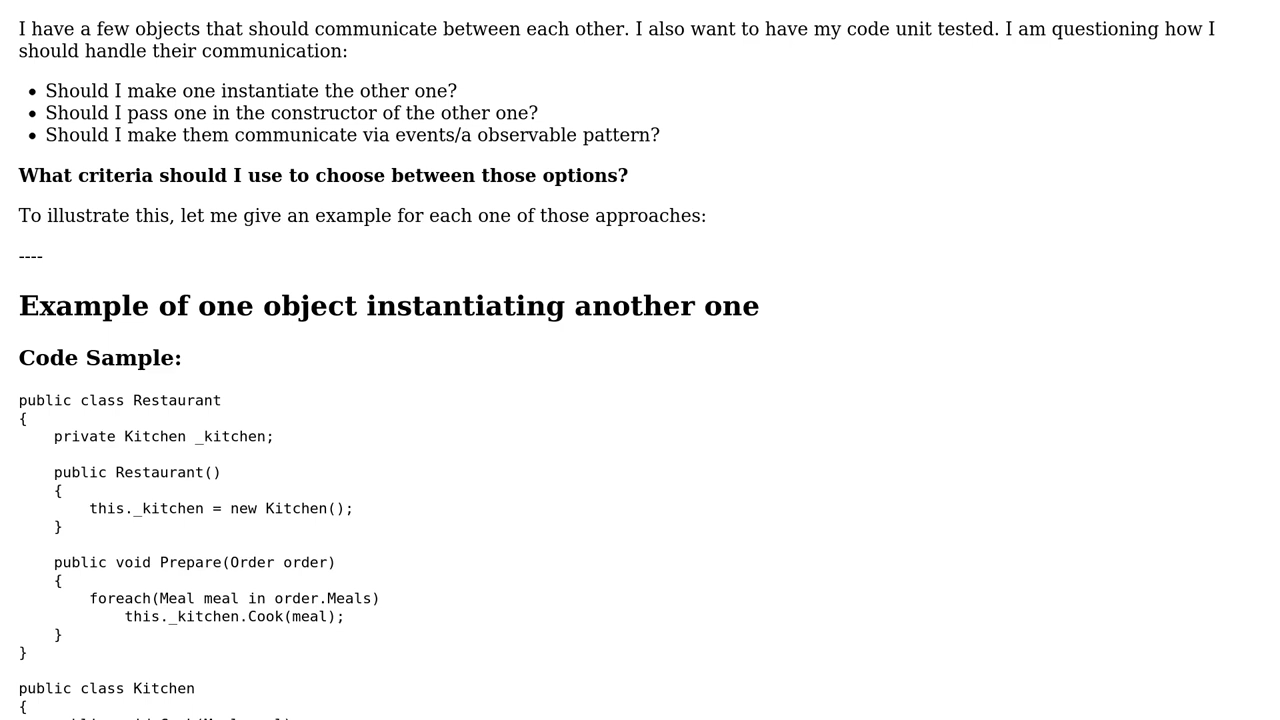 I have a few objects that should communicate between each other. I also want to have my code unit tested. I am questioning how I
should handle their communication:
• Should I make one instantiate the other one?
• Should I pass one in the constructor of the other one?
• Should I make them communicate via events/a observable pattern?
What criteria should I use to choose between those options?
To illustrate this, let me give an example for each one of those approaches:
----
Example of one object instantiating another one
Code Sample:
public class Restaurant
{
    private Kitchen _kitchen;
    public Restaurant()
    {
        this._kitchen = new Kitchen();
    }
    public void Prepare(Order order)
    {
        foreach(Meal meal in order.Meals)
            this._kitchen.Cook(meal);
    }
}
public class Kitchen
{